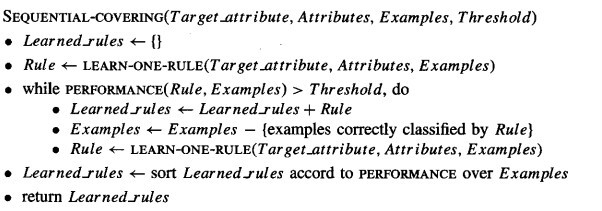 SEQUENTIAL-COVERING(Target_attribute, Attributes, Examples, Threshold)
• Learned_rules ← {}
• Rule ← LEARN-ONE-RULE(Target_attribute, Attributes, Examples)
• while PERFORMANCE(Rule, Examples) > Threshold, do
• Learned_rules ← Learned_rules + Rule
• Examples ← Examples − {examples correctly classified by Rule}
• Rule ← LEARN-ONE-RULE(Target_attribute, Attributes, Examples)
• Learned_rules ← sort Learned_rules accord to PERFORMANCE over Examples
• return Learned_rules